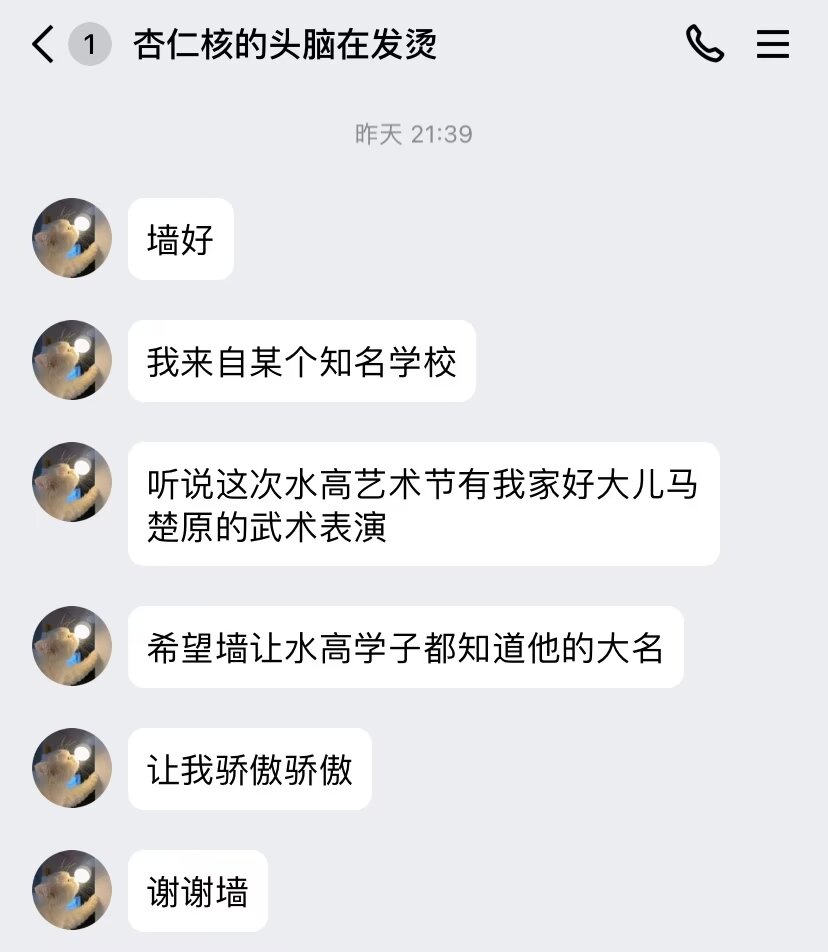 1 杏仁核的头脑在发烫
昨天 21:39
墙好
我来自某个知名学校
听说这次水高艺术节有我家好大儿马
楚原的武术表演
希望墙让水高学子都知道他的大名
让我骄傲骄傲
谢谢墙